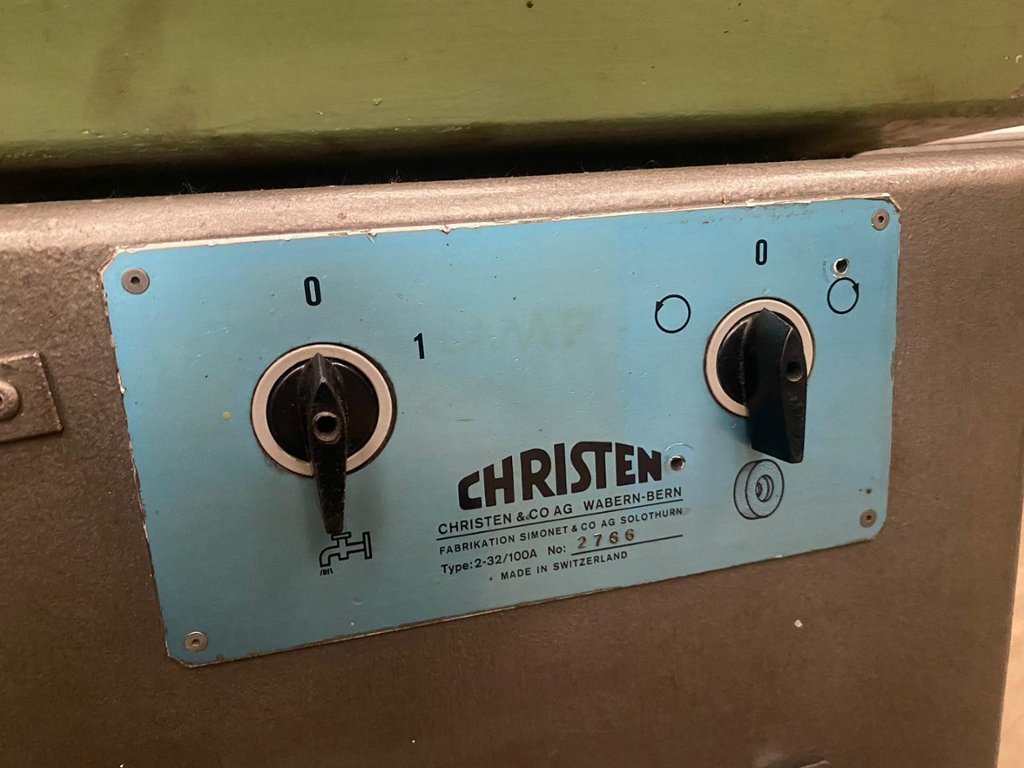 0
1
0
CHRISTEN
CHRISTEN & CO AG WABERN-BERN
FABRIKATION SIMONET & CO AG SOLOTHURN
Type: 2-32/100A No: 2766
MADE IN SWITZERLAND